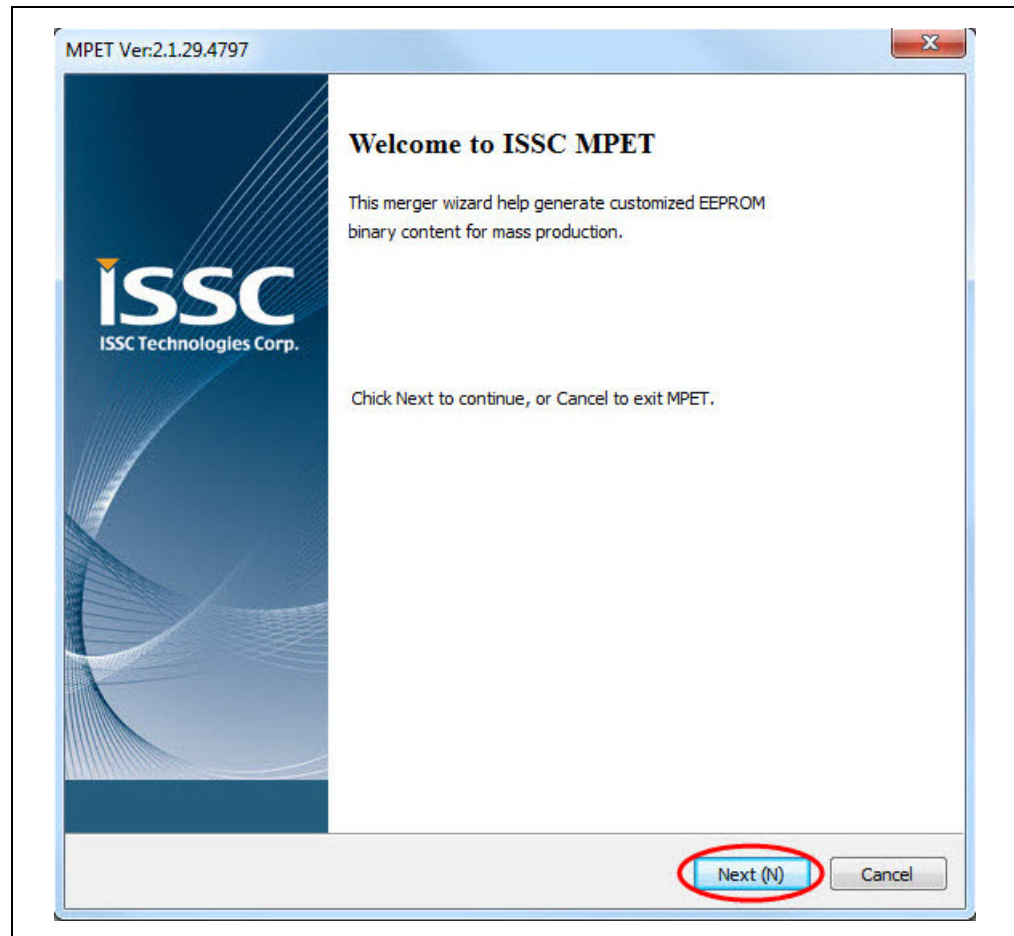 MPET Ver:2.1.29.4797
X
Welcome to ISSC MPET
This merger wizard help generate customized EEPROM
binary content for mass production.
ISSC
ISSC Technologies Corp.
Chick Next to continue, or Cancel to exit MPET.
Next (N)
Cancel